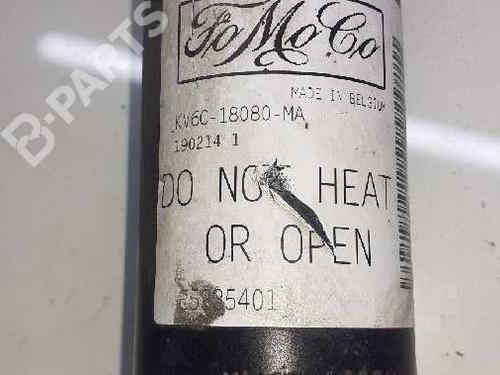 B-PARTS
FoMoCo
MADE IN BELGIUM
KV6C-18080-MA
190214 1
DO NOT HEAT
OR OPEN